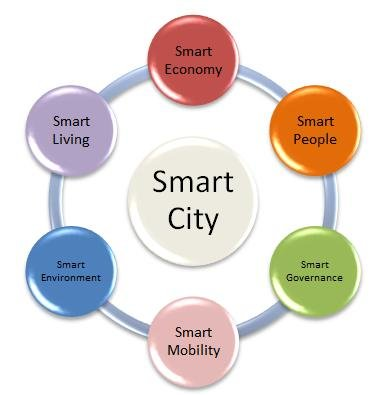 Smart
Economy
Smart
People
Smart
Governance
Smart
Mobility
Smart
Environment
Smart
Living
Smart
City